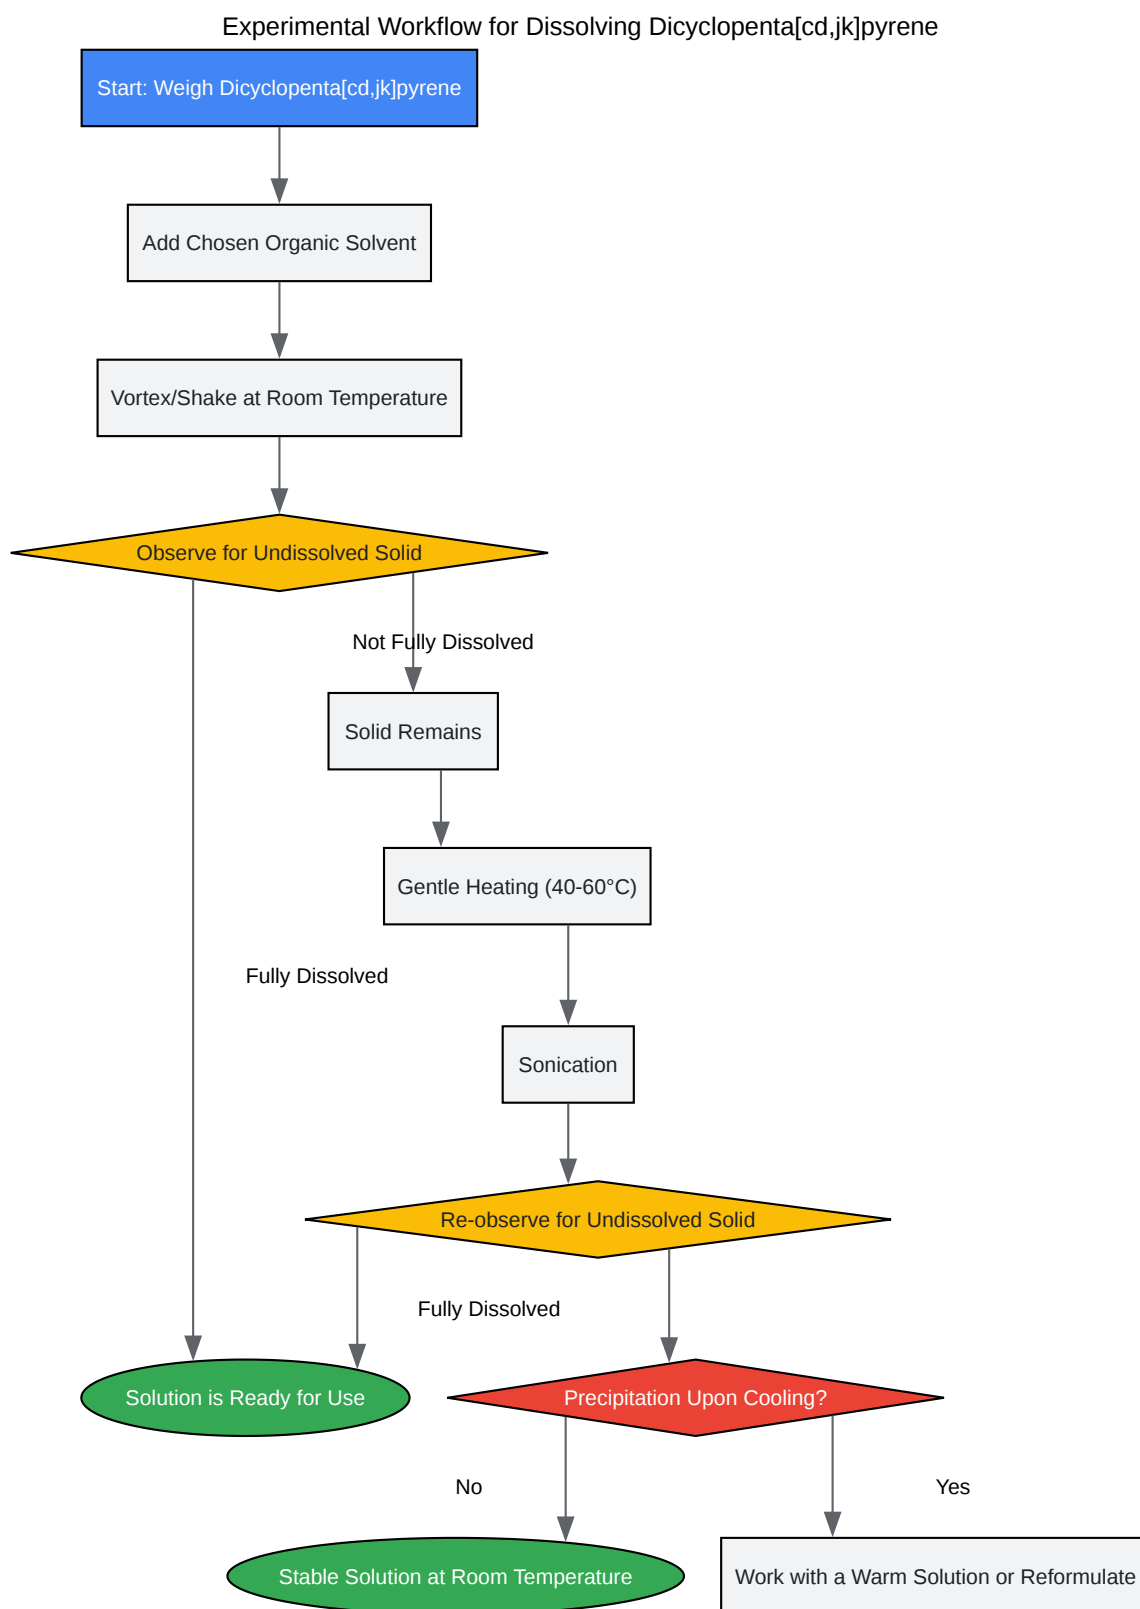 Experimental Workflow for Dissolving Dicyclopenta[cd,jk]pyrene
Start: Weigh Dicyclopenta[cd,jk]pyrene
Add Chosen Organic Solvent
Vortex/Shake at Room Temperature
Observe for Undissolved Solid
Not Fully Dissolved
Solid Remains
Gentle Heating (40-60°C)
Fully Dissolved
Sonication
Re-observe for Undissolved Solid
Fully Dissolved
Solution is Ready for Use
Precipitation Upon Cooling?
No
Yes
Stable Solution at Room Temperature
Work with a Warm Solution or Reformulate